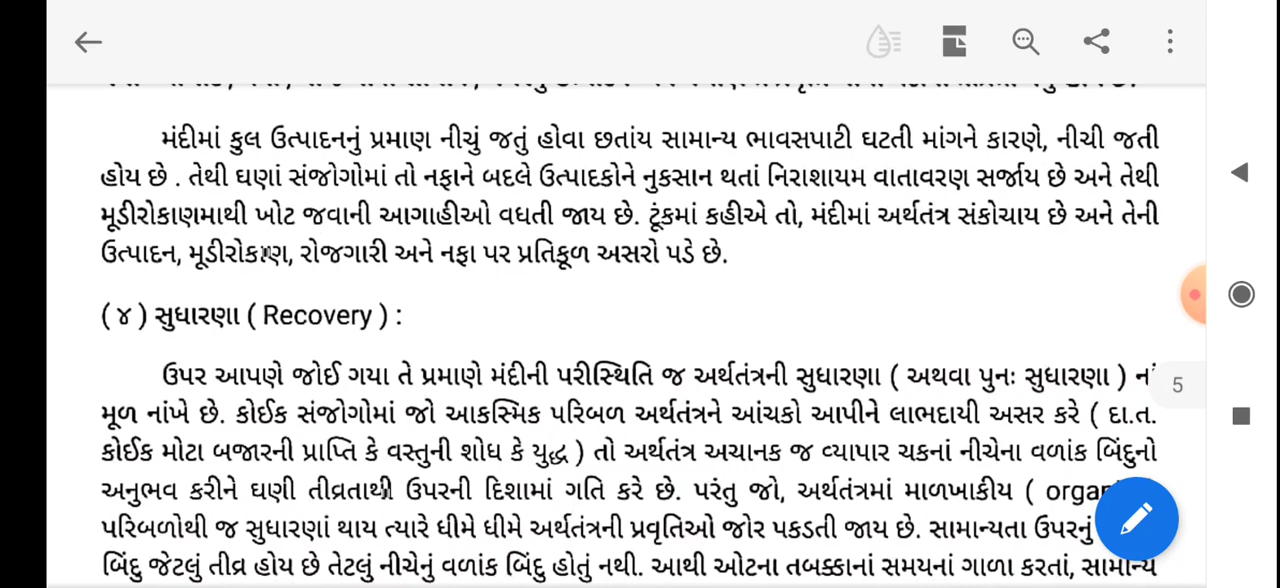 મંદીમાં કુલ ઉત્પાદનનું પ્રમાણ નીચું જતું હોવા છતાંય સામાન્ય ભાવસપાટી ઘટતી માંગને કારણે, નીચી જતી
હોય છે . તેથી ઘણાં સંજોગોમાં તો નફાને બદલે ઉત્પાદકોને નુકસાન થતાં નિરાશાયમ વાતાવરણ સર્જાય છે અને તેથી
મૂડીરોકાણમાથી ખોટ જવાની આગાહીઓ વધતી જાય છે. ટૂંકમાં કહીએ તો, મંદીમાં અર્થતંત્ર સંકોચાય છે અને તેની
ઉત્પાદન, મૂડીરોકાણ, રોજગારી અને નફા પર પ્રતિકૂળ અસરો પડે છે.
( ૪ ) સુધારણા ( Recovery ) :
ઉપર આપણે જોઈ ગયા તે પ્રમાણે મંદીની પરીસ્થિતિ જ અર્થતંત્રની સુધારણા ( અથવા પુનઃ સુધારણા ) નાં
5
મૂળ નાંખે છે. કોઈક સંજોગોમાં જો આકસ્મિક પરિબળ અર્થતંત્રને આંચકો આપીને લાભદાયી અસર કરે ( દા.ત.
કોઈક મોટા બજારની પ્રાપ્તિ કે વસ્તુની શોધ કે યુદ્ધ ) તો અર્થતંત્ર અચાનક જ વ્યાપાર ચકનાં નીચેના વળાંક બિંદુનો
અનુભવ કરીને ઘણી તીવ્રતાથી ઉપરની દિશામાં ગતિ કરે છે. પરંતુ જો, અર્થતંત્રમાં માળખાકીય (
પરિબળોથી જ સુધારણાં થાય ત્યારે ધીમે ધીમે અર્થતંત્રની પ્રવૃતિઓ જોર પકડતી જાય છે. સામાન્યતા ઉપરનું
બિંદુ જેટલું તીવ્ર હોય છે તેટલું નીચેનું વળાંક બિંદુ હોતું નથી. આથી ઓટના તબક્કાનાં સમયનાં ગાળા કરતાં, સામાન્ય